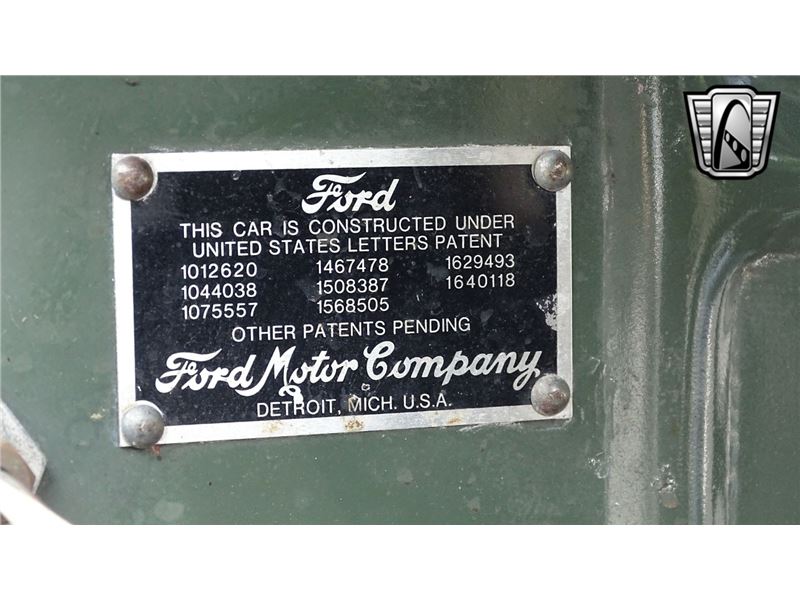 Ford
THIS CAR IS CONSTRUCTED UNDER
UNITED STATES LETTERS PATENT
1012620 1467478 1629493
1044038 1508387 1640118
1075557 1568505
OTHER PATENTS PENDING
Ford Motor Company
DETROIT, MICH. U.S.A.